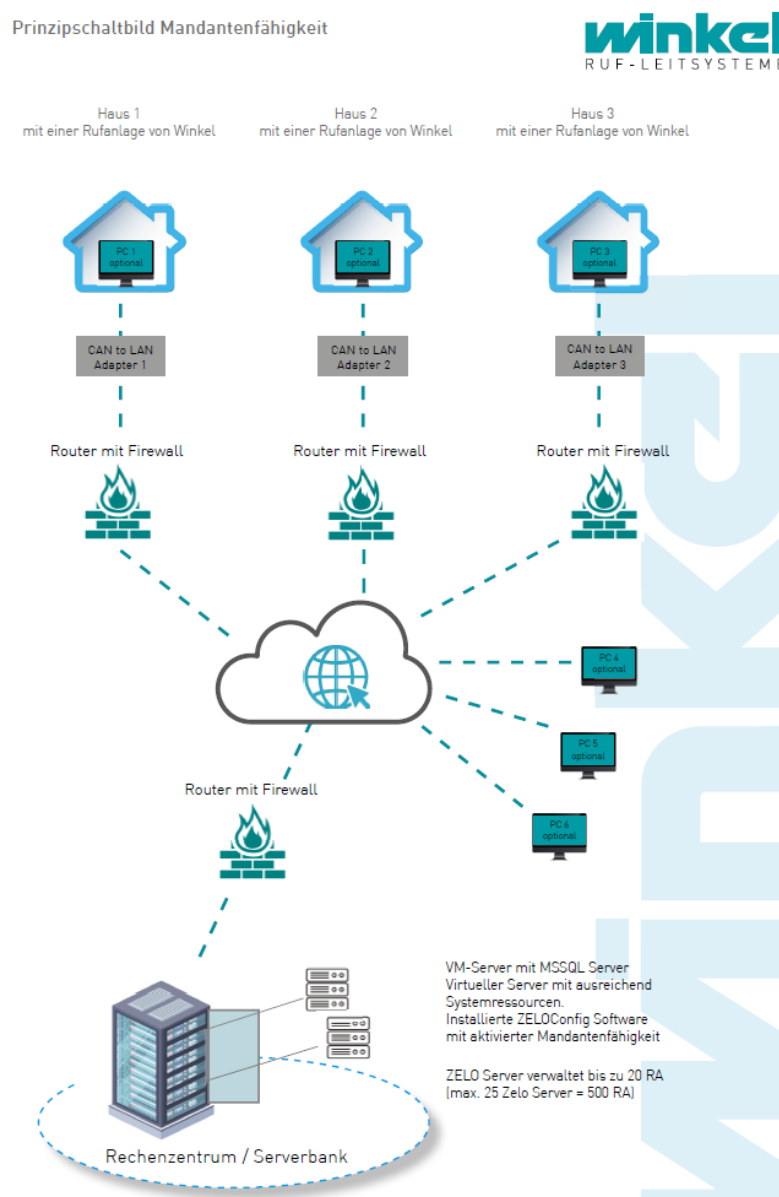 Prinzipschaltbild Mandantenfähigkeit
winkel
RUF-LEITSYSTEME
Haus 1
mit einer Rufanlage von Winkel
Haus 2
mit einer Rufanlage von Winkel
Haus 3
mit einer Rufanlage von Winkel
PC 1
optional
PC 2
optional
PC 3
optional
CAN to LAN
Adapter 1
CAN to LAN
Adapter 2
CAN to LAN
Adapter 3
Router mit Firewall
Router mit Firewall
Router mit Firewall
PC 4
optional
PC 5
optional
PC 6
optional
Router mit Firewall
VM-Server mit MSSQL Server
Virtueller Server mit ausreichend
Systemressourcen.
Installierte ZELOConfig Software
mit aktivierter Mandantenfähigkeit
ZELO Server verwaltet bis zu 20 RA
(max. 25 Zelo Server = 500 RA)
Rechenzentrum / Serverbank
winkel